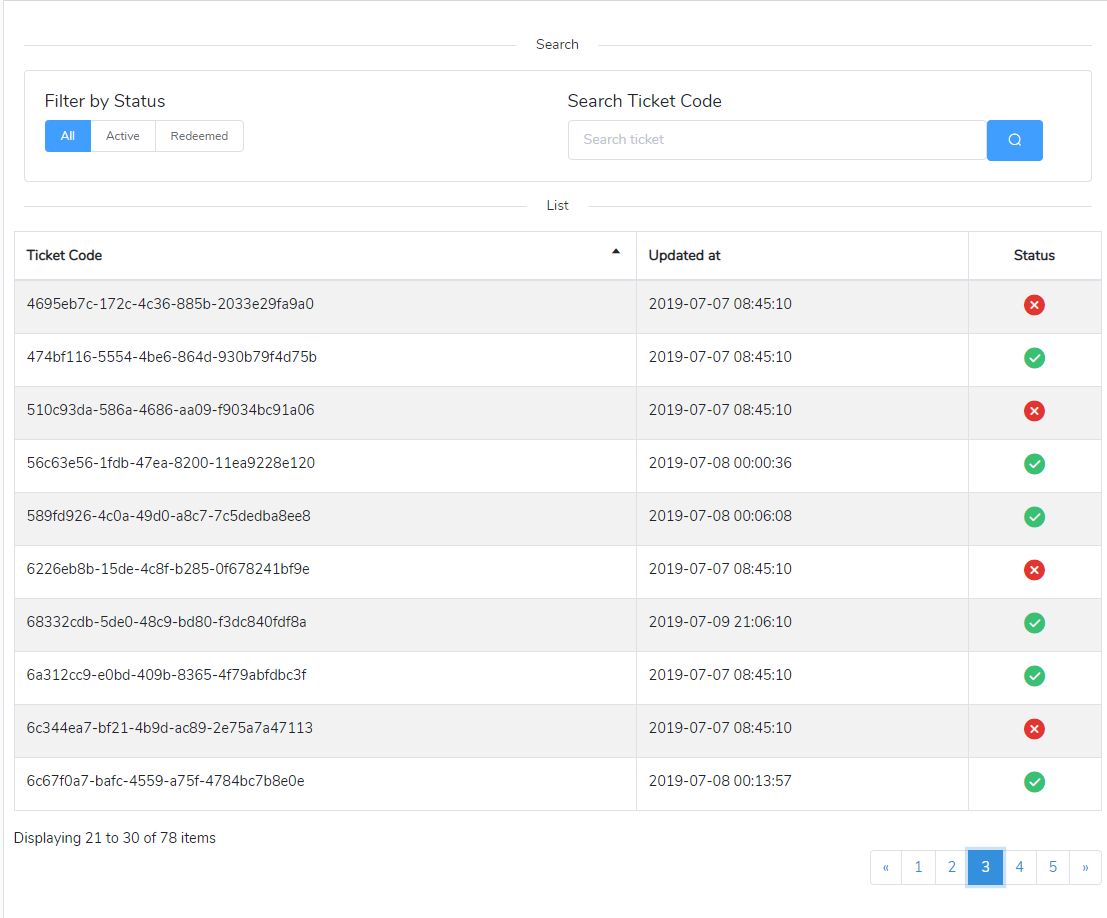 Search
Filter by Status
Search Ticket Code
All Active Redeemed
Search ticket
List
Ticket Code Updated at Status
4695eb7c-172c-4c36-885b-2033e29fa9a0 2019-07-07 08:45:10
474bf116-5554-4be6-864d-930b79f4d75b 2019-07-07 08:45:10
510c93da-586a-4686-aa09-f9034bc91a06 2019-07-07 08:45:10
56c63e56-1fdb-47ea-8200-11ea9228e120 2019-07-08 00:00:36
589fd926-4c0a-49d0-a8c7-7c5dedba8ee8 2019-07-08 00:06:08
6226eb8b-15de-4c8f-b285-0f678241bf9e 2019-07-07 08:45:10
68332cdb-5de0-48c9-bd80-f3dc840fdf8a 2019-07-09 21:06:10
6a312cc9-e0bd-409b-8365-4f79abfdbc3f 2019-07-07 08:45:10
6c344ea7-bf21-4b9d-ac89-2e75a7a47113 2019-07-07 08:45:10
6c67f0a7-bafc-4559-a75f-4784bc7b8e0e 2019-07-08 00:13:57
Displaying 21 to 30 of 78 items
« 1 2 3 4 5 »